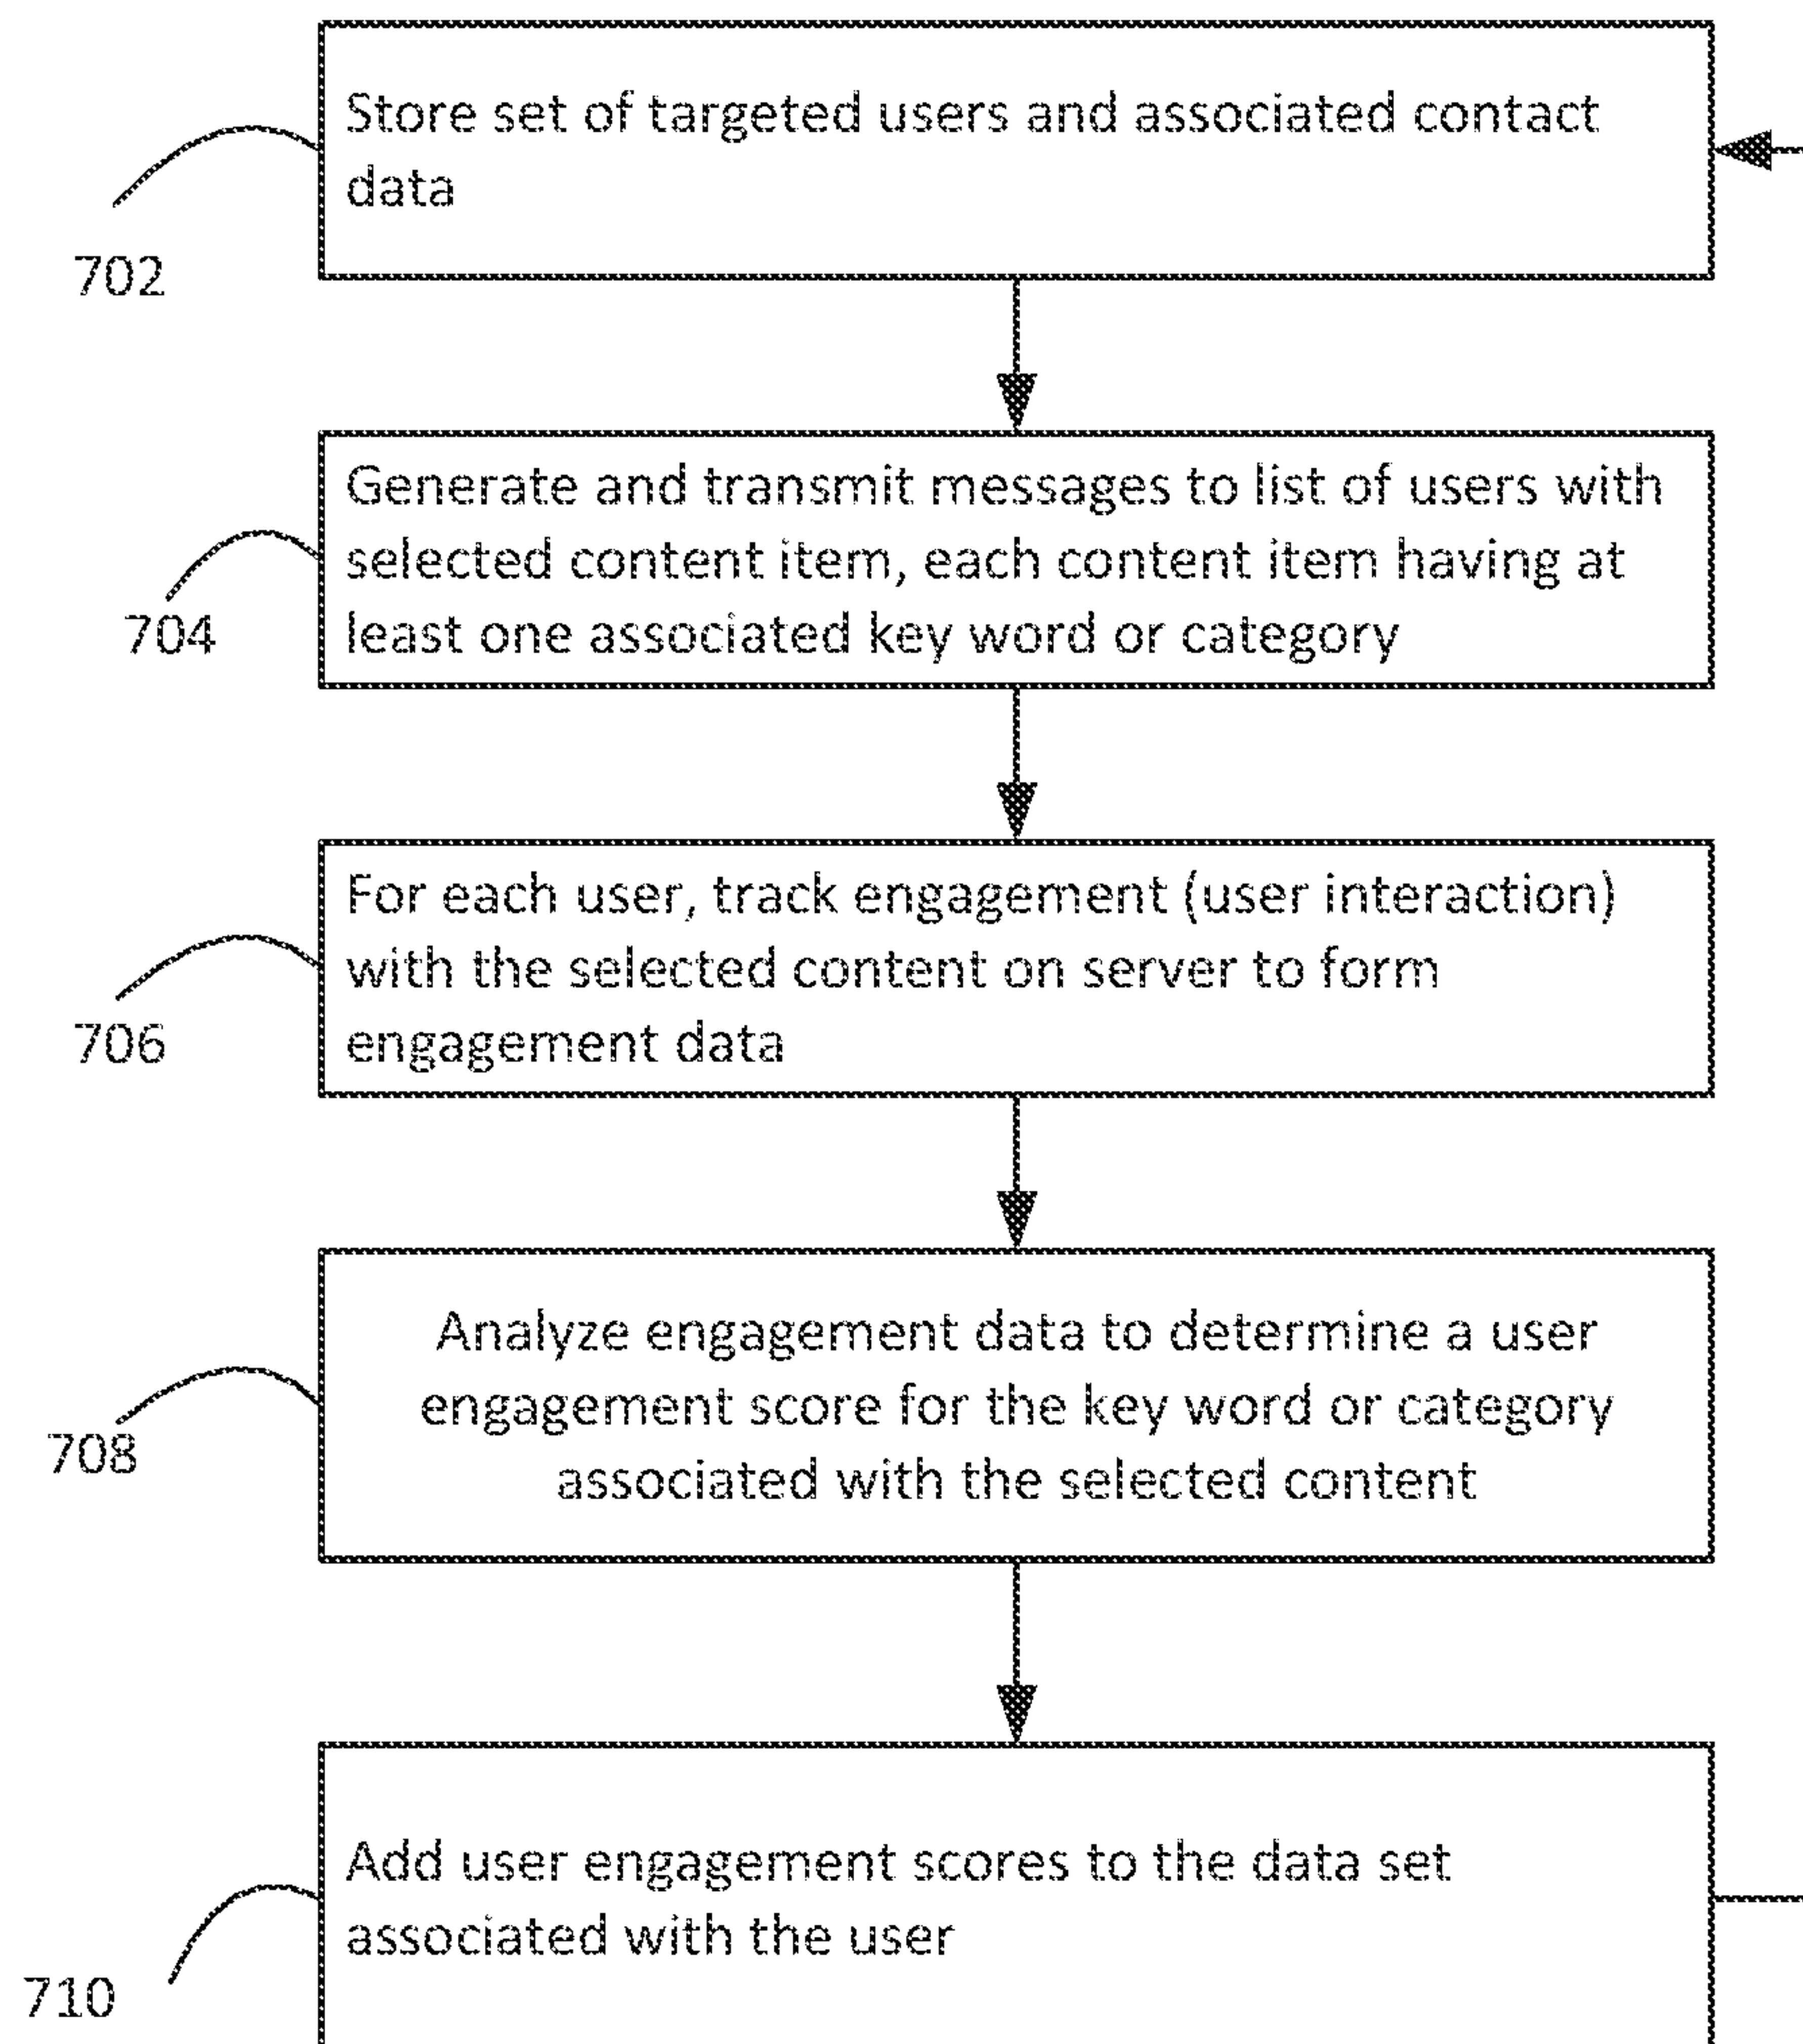 Store set of targeted users and associated contact
data
702
Generate and transmit messages to list of users with
selected content item, each content item having at
least one associated key word or category
704
For each user, track engagement (user interaction)
with the selected content on server to form
engagement data
706
Analyze engagement data to determine a user
engagement score for the key word or category
associated with the selected content
708
Add user engagement scores to the data set
associated with the user
710